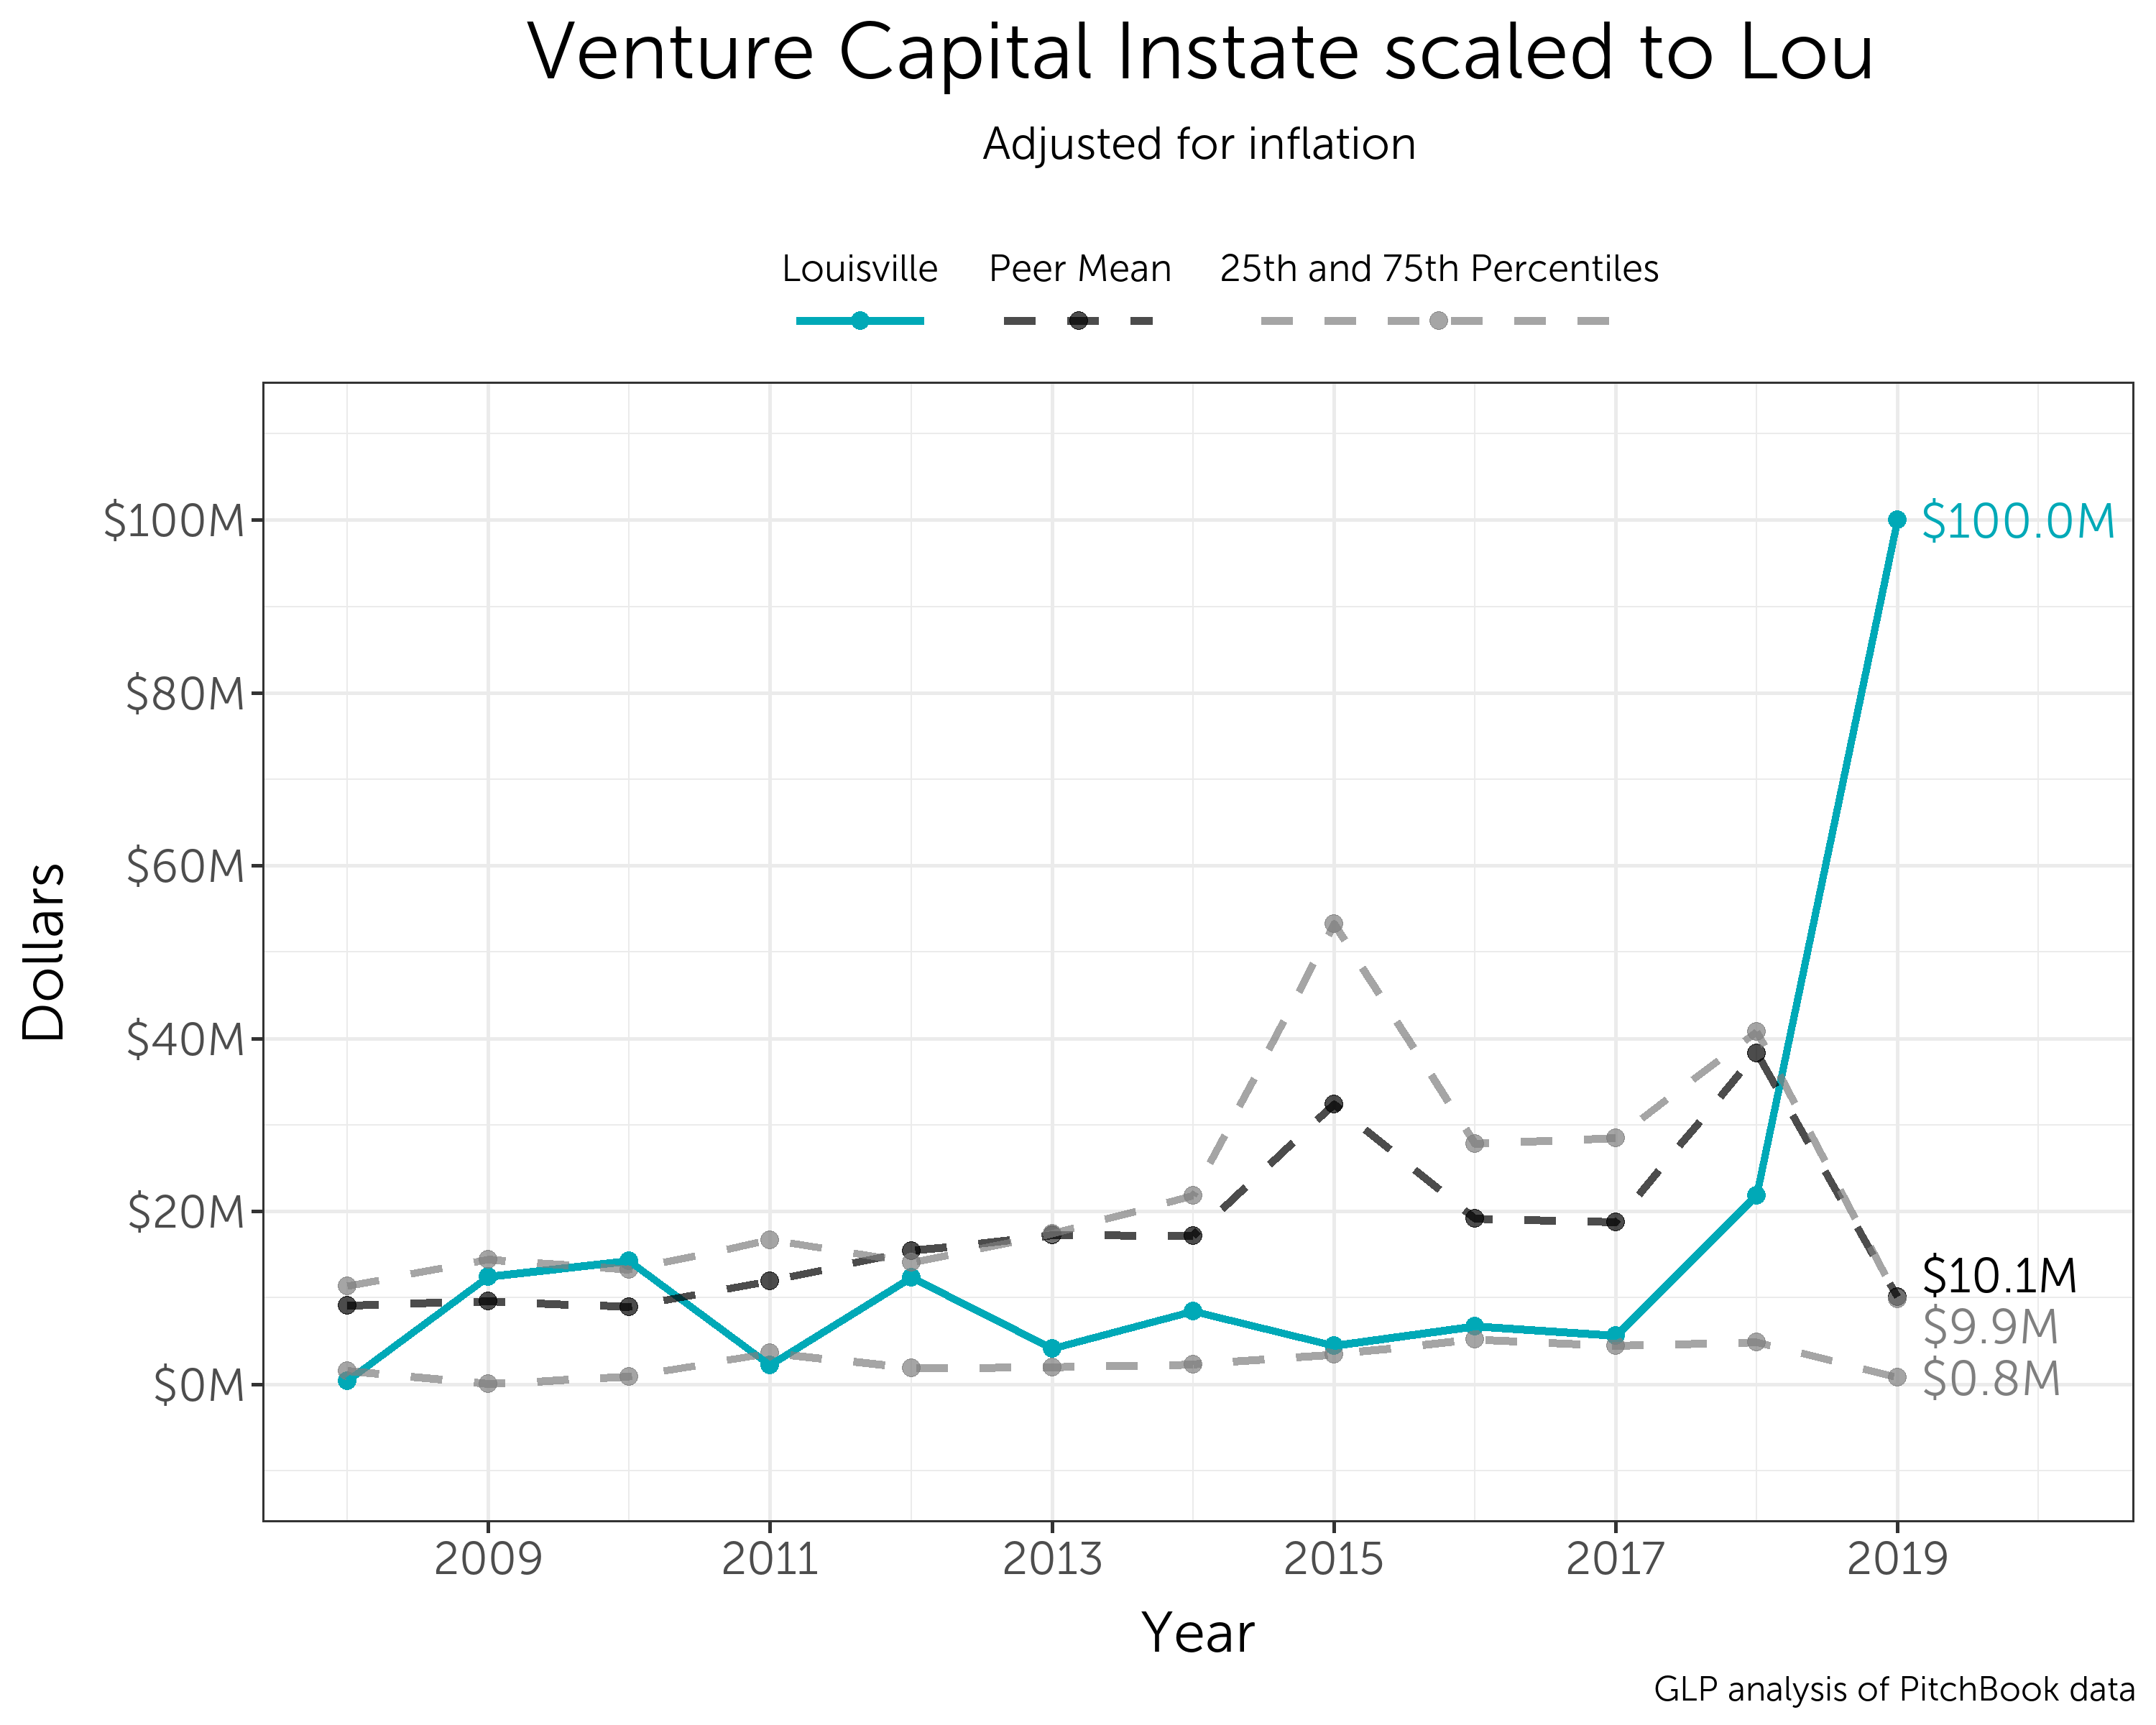 Venture Capital Instate scaled to Lou
Adjusted for inflation
Louisville Peer Mean 25th and 75th Percentiles
$100M
$80M
$60M
$40M
$20M
$0M
Dollars
$100.0M
$10.1M
$9.9M
$0.8M
2009 2011 2013 2015 2017 2019
Year
GLP analysis of PitchBook data